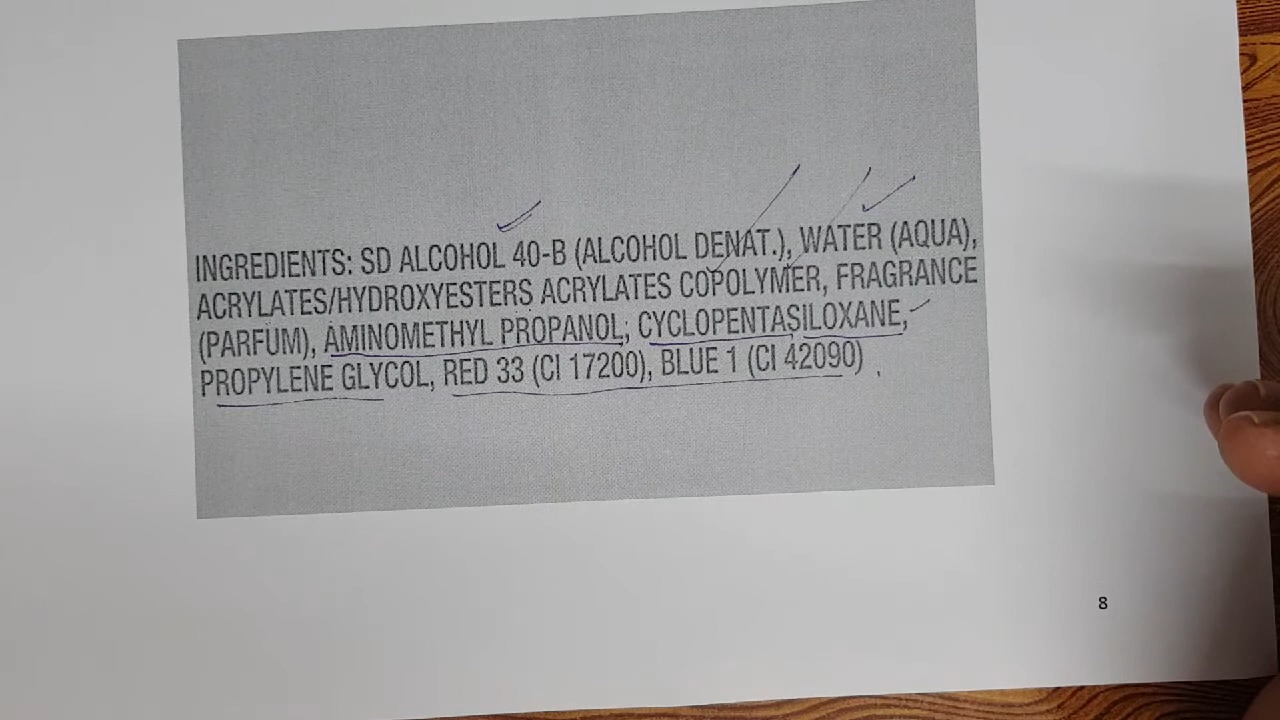 INGREDIENTS: SD ALCOHOL 40-B (ALCOHOL DENAT.), WATER (AQUA),
ACRYLATES/HYDROXYESTERS ACRYLATES COPOLYMER, FRAGRANCE
(PARFUM), AMINOMETHYL PROPANOL, CYCLOPENTASILOXANE,
PROPYLENE GLYCOL, RED 33 (CI 17200), BLUE 1 (CI 42090)
8